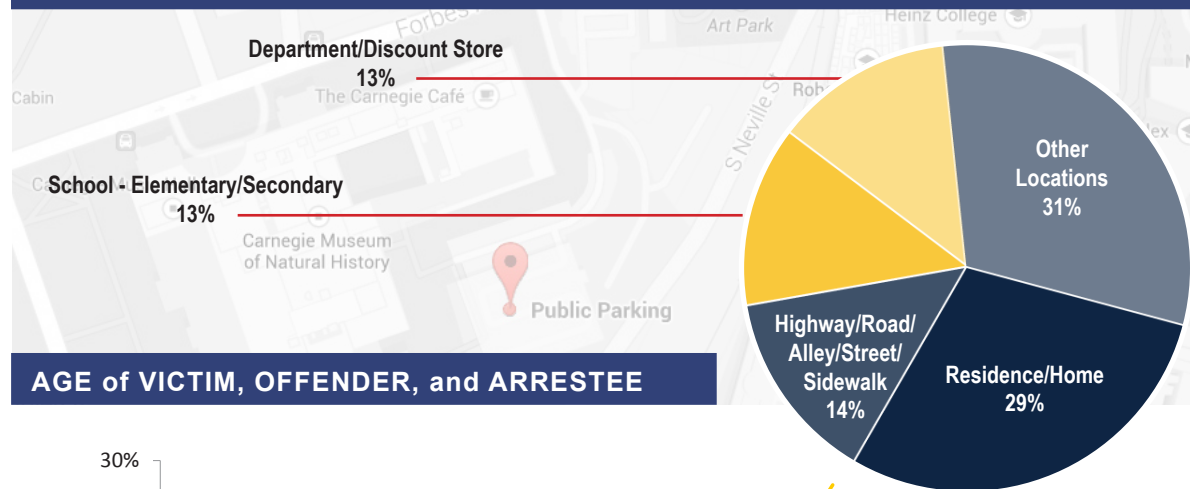 Forbes
Art Park
Heinz College
Department/Discount Store
13%
Cabin
The Carnegie Café
S Neville St
Other
Locations
31%
School - Elementary/Secondary
13%
Carnegie Museum
of Natural History
Public Parking
Highway/Road/
Alley/Street/
Sidewalk
14%
Residence/Home
29%
AGE of VICTIM, OFFENDER, and ARRESTEE
30%